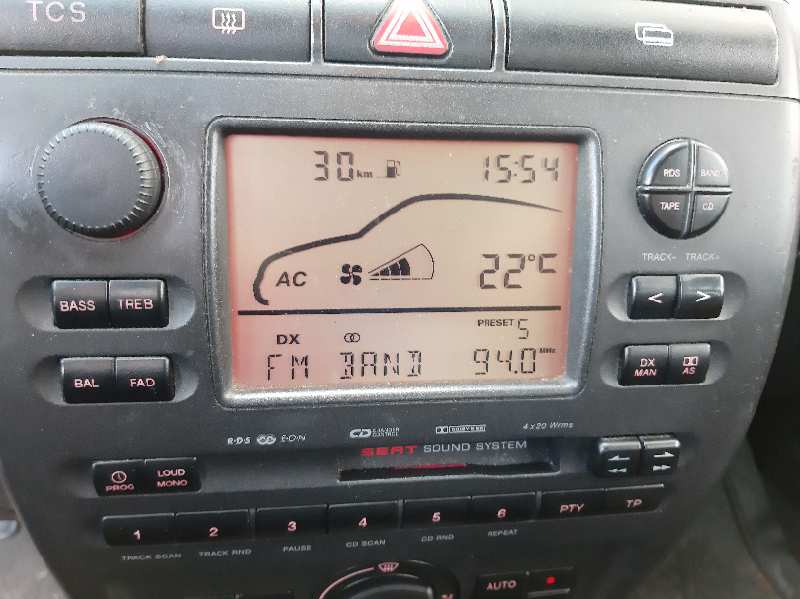 TCS
30 km 15:54
RDS BAND
TAPE CD
TRACK- TRACK+
< >
AC 22°C
BASS TREB
PRESET 5
DX
FM BAND 94.0 MHz
BAL FAD
DX MAN
AS
R·D·S E·O·N CD CONTROL 4x20 Wrms
SEAT SOUND SYSTEM
PROG LOUD MONO
1 2 3 4 5 6 PTY TP
TRACK SCAN TRACK RND PAUSE CD SCAN CD RND REPEAT
AUTO